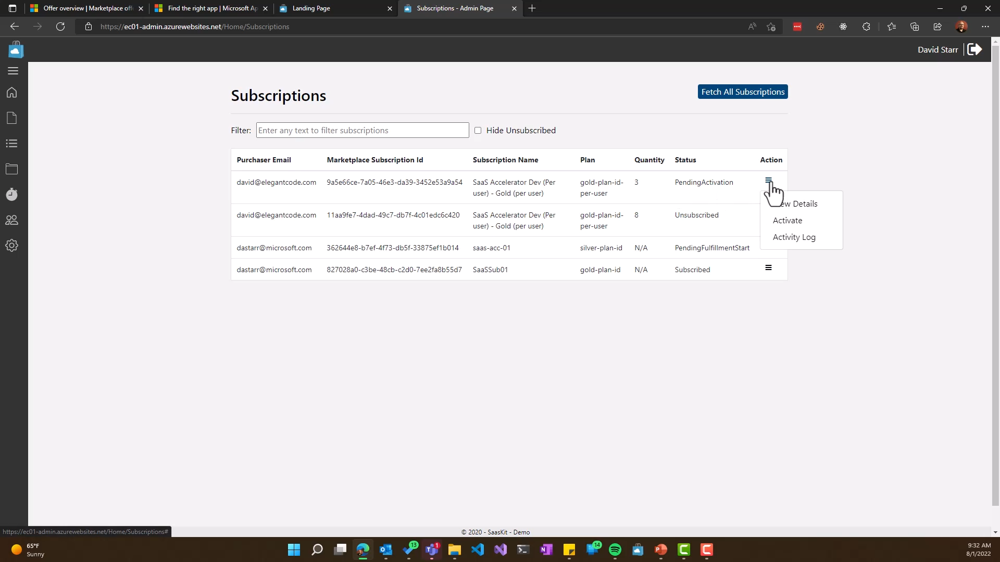 Offer overview | Marketplace off
Find the right app | Microsoft Ap
Landing Page
Subscriptions - Admin Page
https://ec01-admin.azurewebsites.net/Home/Subscriptions
David Starr
Subscriptions
Fetch All Subscriptions
Filter: Enter any text to filter subscriptions Hide Unsubscribed
Purchaser Email Marketplace Subscription Id Subscription Name Plan Quantity Status Action
david@elegantcode.com 9a5e66ce-7a05-46e3-da39-3452e53a9a54 SaaS Accelerator Dev (Per gold-plan-id- 3 PendingActivation
user) - Gold (per user) per-user
ew Details
david@elegantcode.com 11aa9fe7-4dad-49c7-db7f-4c01edc6c420 SaaS Accelerator Dev (Per gold-plan-id- 8 Unsubscribed
user) - Gold (per user) per-user
Activate
Activity Log
dastarr@microsoft.com 362644e8-b7ef-4f73-db5f-33875ef1b014 saas-acc-01 silver-plan-id N/A PendingFulfillmentStart
dastarr@microsoft.com 827028a0-c3be-48cb-c2d0-7ee2fa8b55d7 SaaSSub01 gold-plan-id N/A Subscribed
https://ec01-admin.azurewebsites.net/Home/Subscriptions#
© 2020 - SaasKit - Demo
65°F
Sunny
13
1
14
9:32 AM
8/1/2022